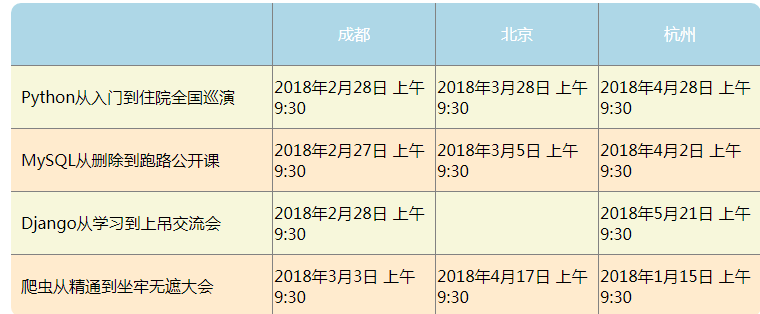 成都 北京 杭州
Python从入门到住院全国巡演 2018年2月28日 上午9:30 2018年3月28日 上午9:30 2018年4月28日 上午9:30
MySQL从删除到跑路公开课 2018年2月27日 上午9:30 2018年3月5日 上午9:30 2018年4月2日 上午9:30
Django从学习到上吊交流会 2018年2月28日 上午9:30 2018年5月21日 上午9:30
爬虫从精通到坐牢无遮大会 2018年3月3日 上午9:30 2018年4月17日 上午9:30 2018年1月15日 上午9:30